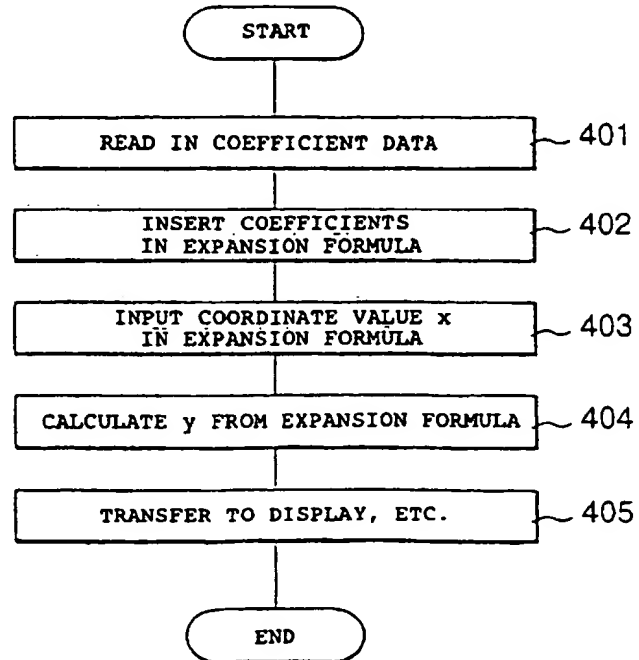 START
READ IN COEFFICIENT DATA
401
INSERT COEFFICIENTS
IN EXPANSION FORMULA
402
INPUT COORDINATE VALUE x
IN EXPANSION FORMULA
403
CALCULATE y FROM EXPANSION FORMULA
404
TRANSFER TO DISPLAY, ETC.
405
END